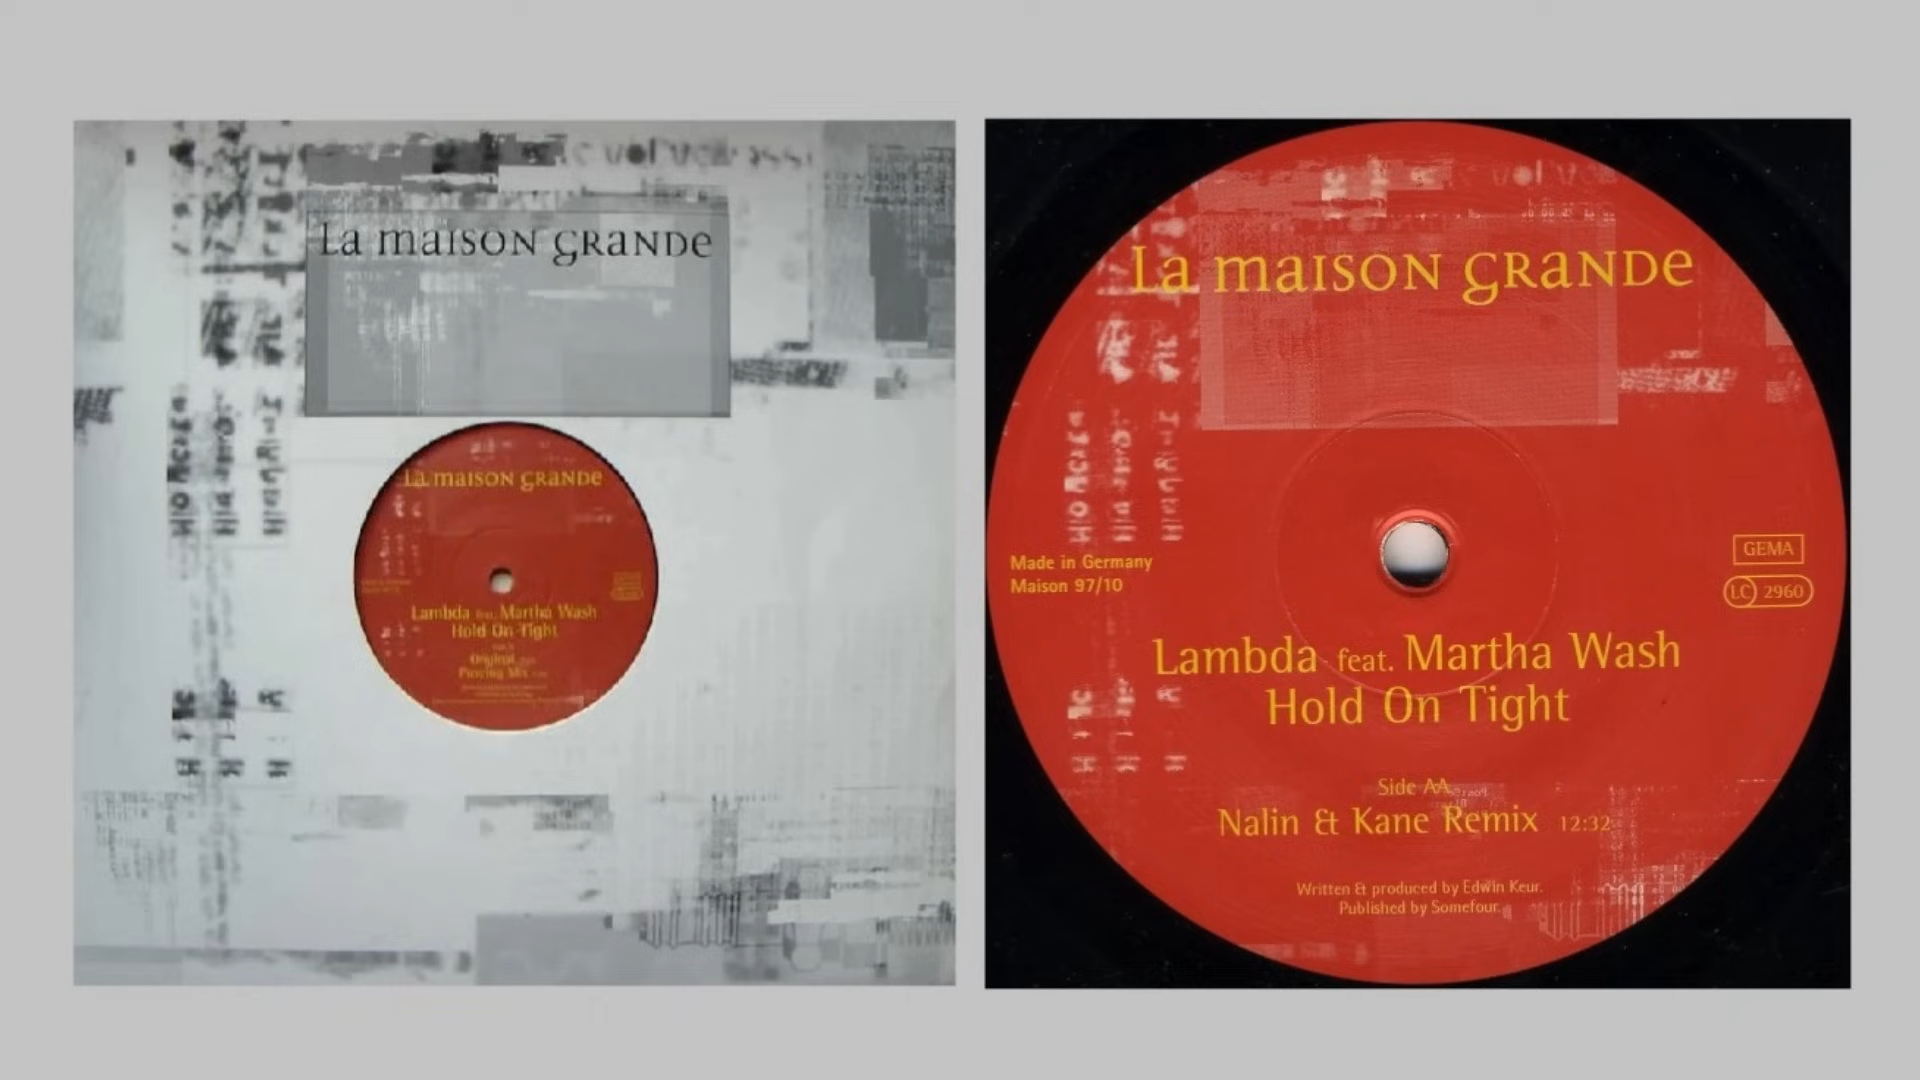 La maison grande
La maison grande
Lambda feat. Martha Wash
Hold On Tight
Original
Piercing Mix
La maison grande
Made in Germany
Maison 97/10
GEMA
LC 2960
Lambda feat. Martha Wash
Hold On Tight
Side AA
Nalin & Kane Remix 12:32
Written & produced by Edwin Keur.
Published by Somefour.